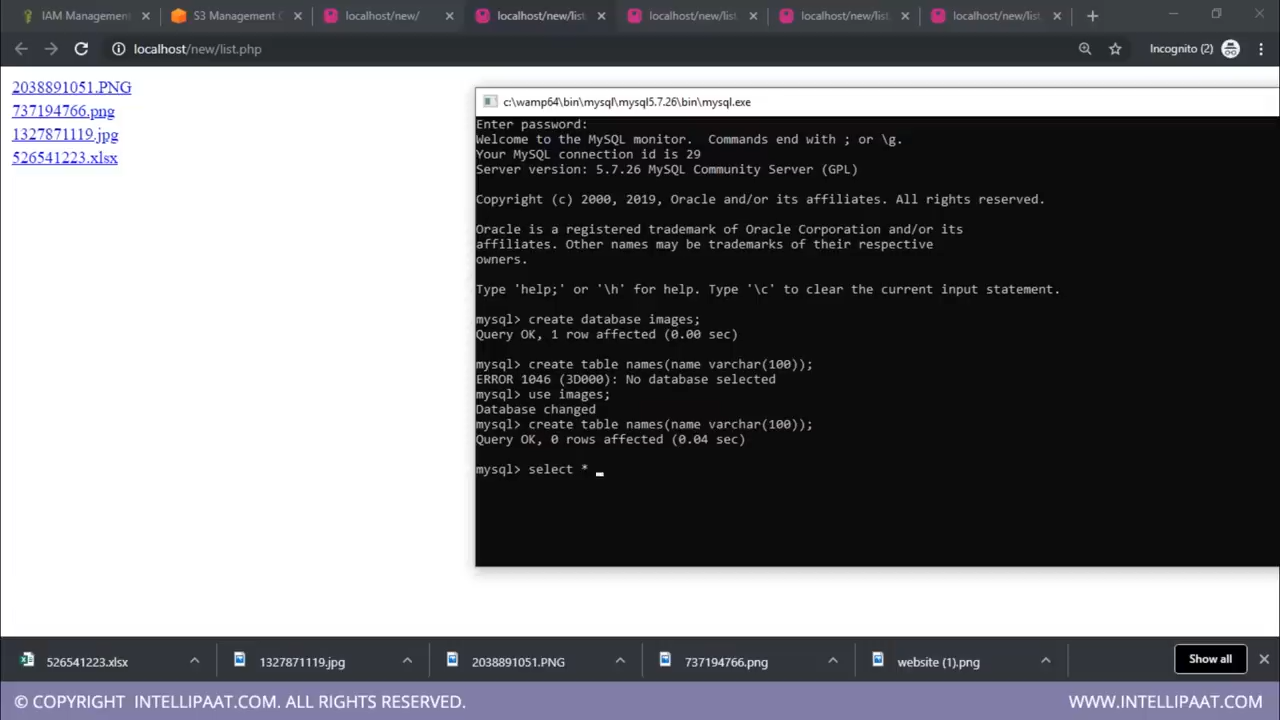 IAM Management
S3 Management C
localhost/new/
localhost/new/list
localhost/new/list.
localhost/new/list.
localhost/new/list.
localhost/new/list.php
Incognito (2)
2038891051.PNG
737194766.png
1327871119.jpg
526541223.xlsx
c:\wamp64\bin\mysql\mysql5.7.26\bin\mysql.exe
Enter password:
Welcome to the MySQL monitor.  Commands end with ; or \g.
Your MySQL connection id is 29
Server version: 5.7.26 MySQL Community Server (GPL)
Copyright (c) 2000, 2019, Oracle and/or its affiliates. All rights reserved.
Oracle is a registered trademark of Oracle Corporation and/or its
affiliates. Other names may be trademarks of their respective
owners.
Type 'help;' or '\h' for help. Type '\c' to clear the current input statement.
mysql> create database images;
Query OK, 1 row affected (0.00 sec)
mysql> create table names(name varchar(100));
ERROR 1046 (3D000): No database selected
mysql> use images;
Database changed
mysql> create table names(name varchar(100));
Query OK, 0 rows affected (0.04 sec)
mysql> select * _
526541223.xlsx
1327871119.jpg
2038891051.PNG
737194766.png
website (1).png
Show all
© COPYRIGHT INTELLIPAAT.COM. ALL RIGHTS RESERVED.
WWW.INTELLIPAAT.COM